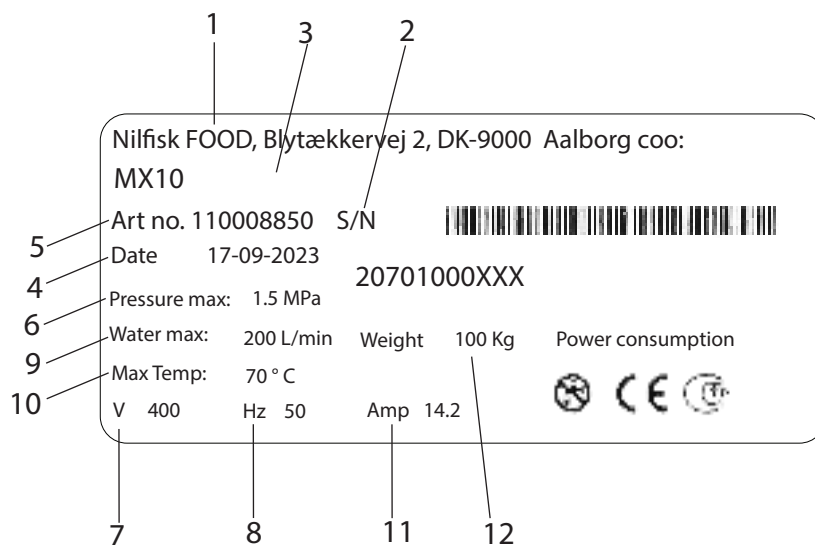 1
3
2
Nilfisk FOOD, Blytækkervej 2, DK-9000 Aalborg coo:
MX10
5
Art no. 110008850 S/N
4
Date 17-09-2023
20701000XXX
6
Pressure max: 1.5 MPa
9
Water max: 200 L/min Weight 100 Kg Power consumption
10
Max Temp: 70 ° C
CE
V 400 Hz 50 Amp 14.2
7
8
11
12